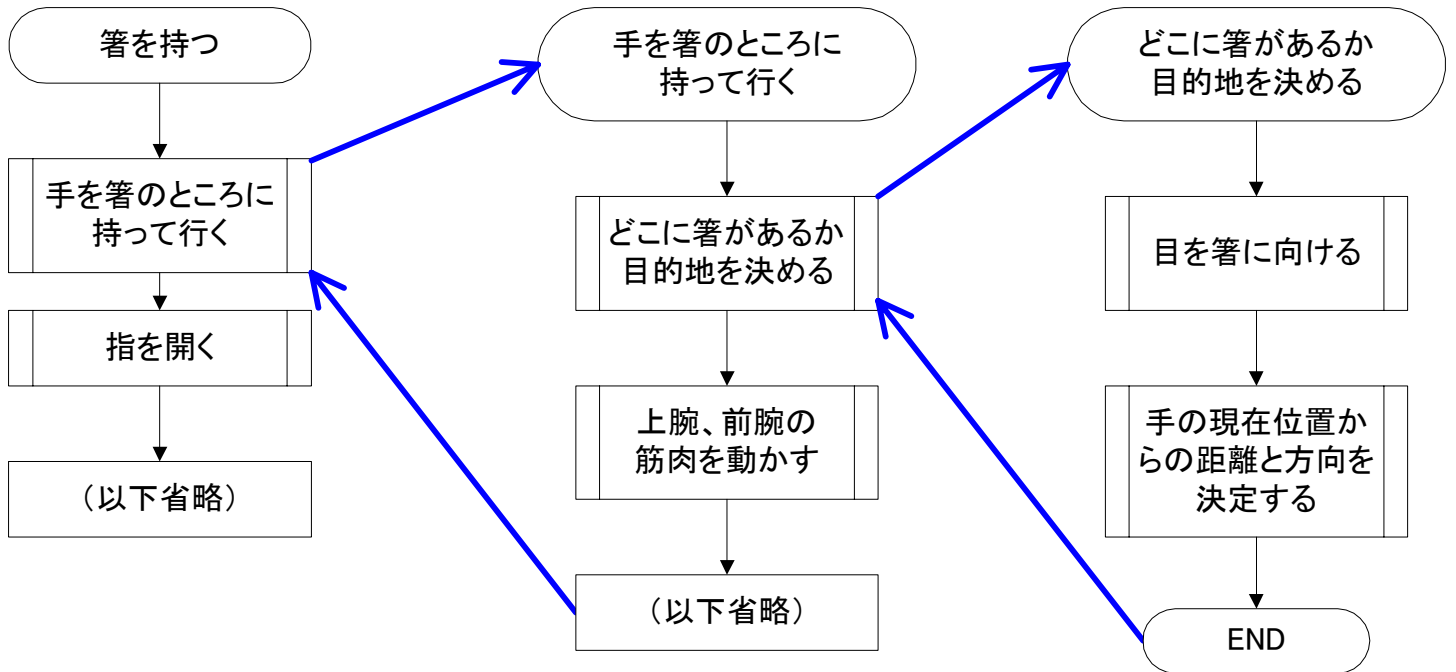 箸を持つ
手を箸のところに
持って行く
指を開く
（以下省略）
手を箸のところに
持って行く
どこに箸があるか
目的地を決める
上腕、前腕の
筋肉を動かす
（以下省略）
どこに箸があるか
目的地を決める
目を箸に向ける
手の現在位置か
らの距離と方向を
決定する
END